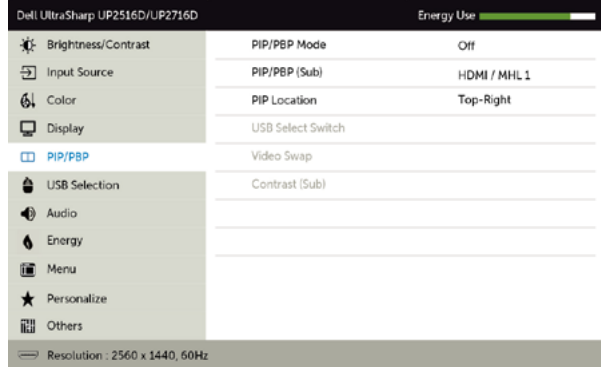 Dell UltraSharp UP2516D/UP2716D Energy Use
Brightness/Contrast PIP/PBP Mode Off
Input Source PIP/PBP (Sub) HDMI / MHL 1
Color PIP Location Top-Right
Display USB Select Switch
PIP/PBP Video Swap
USB Selection Contrast (Sub)
Audio
Energy
Menu
Personalize
Others
Resolution : 2560 x 1440, 60Hz